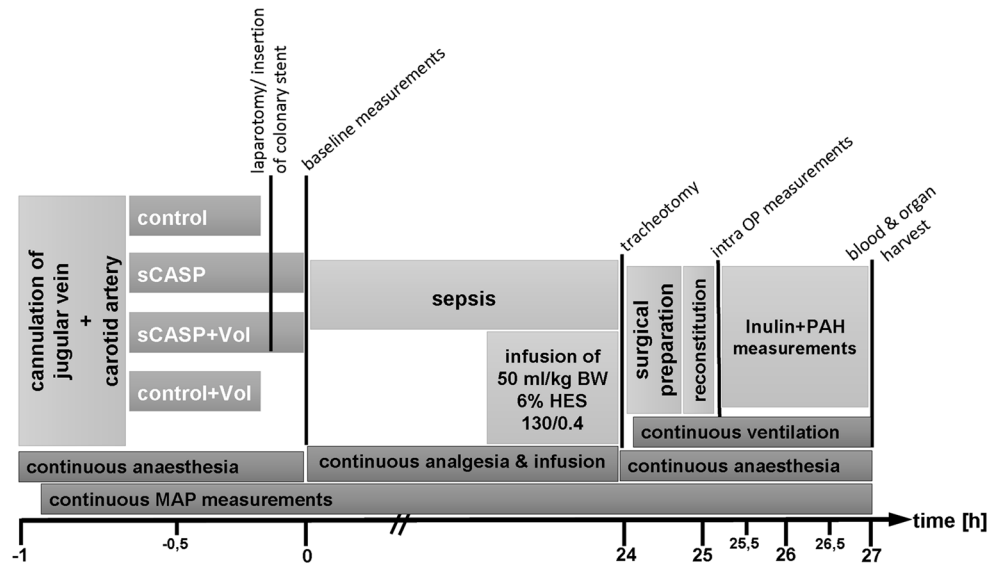 laparotomy/ insertion
of colonary stent
baseline measurements
cannulation of
jugular vein
+
carotid artery
control
sCASP
sCASP+Vol
control+Vol
sepsis
infusion of
50 ml/kg BW
6% HES
130/0.4
tracheotomy
intra OP measurements
blood & organ
harvest
surgical
preparation
reconstitution
Inulin+PAH
measurements
continuous ventilation
continuous anaesthesia
continuous analgesia & infusion
continuous anaesthesia
continuous MAP measurements
time [h]
-1
-0,5
0
24
25
25,5
26
26,5
27